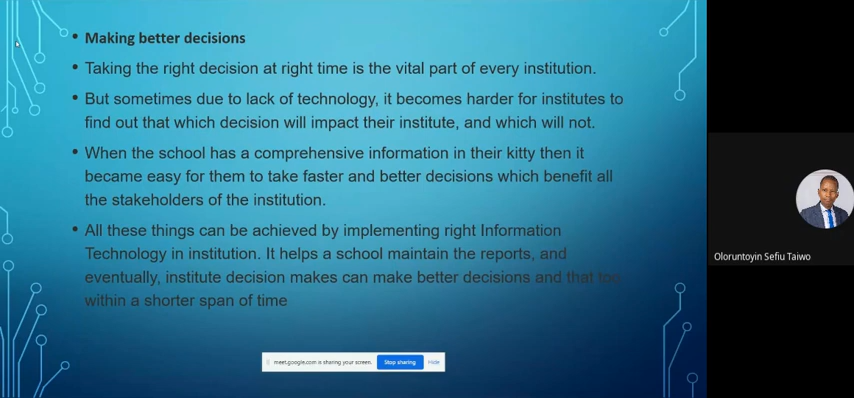 • Making better decisions
• Taking the right decision at right time is the vital part of every institution.
• But sometimes due to lack of technology, it becomes harder for institutes to
find out that which decision will impact their institute, and which will not.
• When the school has a comprehensive information in their kitty then it
became easy for them to take faster and better decisions which benefit all
the stakeholders of the institution.
• All these things can be achieved by implementing right Information
Technology in institution. It helps a school maintain the reports, and
eventually, institute decision makes can make better decisions and that too
within a shorter span of time
meet.google.com is sharing your screen. Stop sharing Hide
Oloruntoyin Sefiu Taiwo